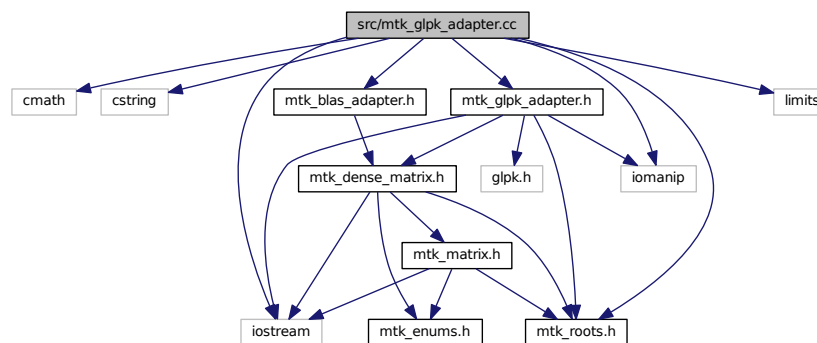 src/mtk_glpk_adapter.cc
cmath
cstring
mtk_blas_adapter.h
mtk_glpk_adapter.h
limits
mtk_dense_matrix.h
glpk.h
iomanip
mtk_matrix.h
iostream
mtk_enums.h
mtk_roots.h